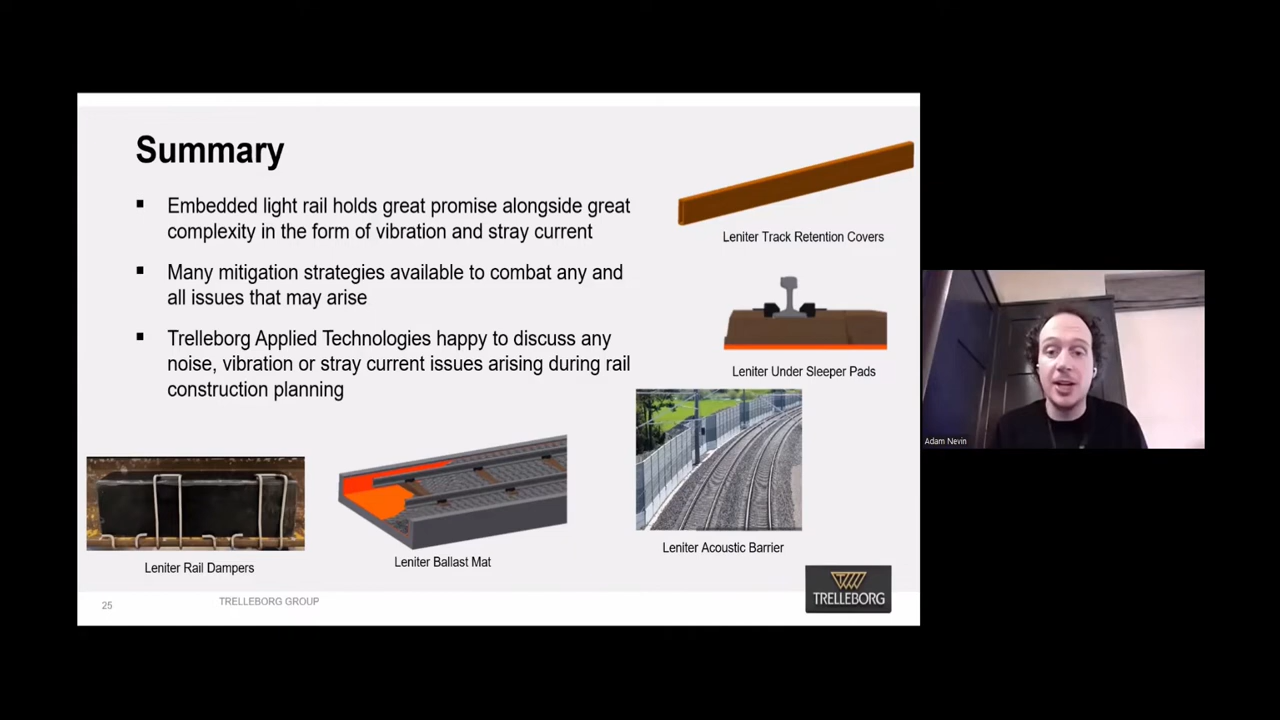 Summary
Embedded light rail holds great promise alongside great
complexity in the form of vibration and stray current
Many mitigation strategies available to combat any and
all issues that may arise
Trelleborg Applied Technologies happy to discuss any
noise, vibration or stray current issues arising during rail
construction planning
Leniter Track Retention Covers
Leniter Under Sleeper Pads
Leniter Acoustic Barrier
Leniter Rail Dampers
Leniter Ballast Mat
25
TRELLEBORG GROUP
TRELLEBORG
Adam Nevin